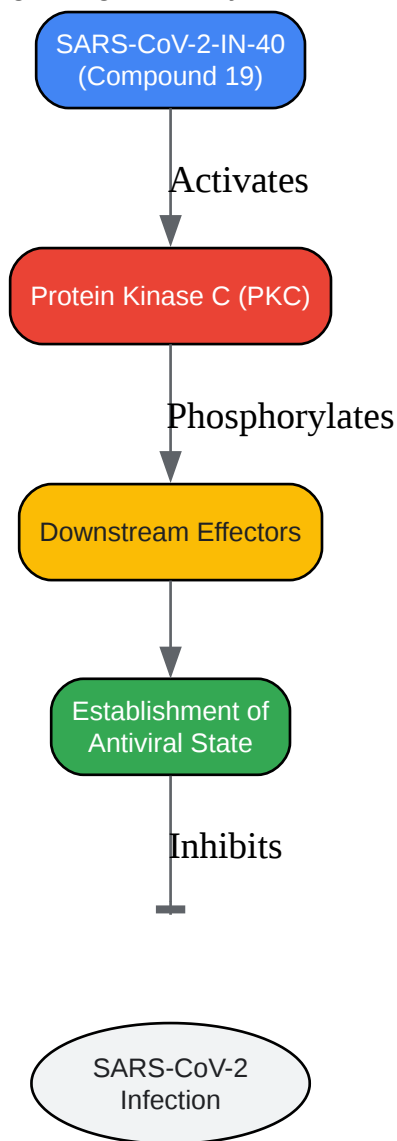 SARS-CoV-2-IN-40
(Compound 19)
Activates
Protein Kinase C (PKC)
Phosphorylates
Downstream Effectors
Establishment of
Antiviral State
Inhibits
SARS-CoV-2
Infection